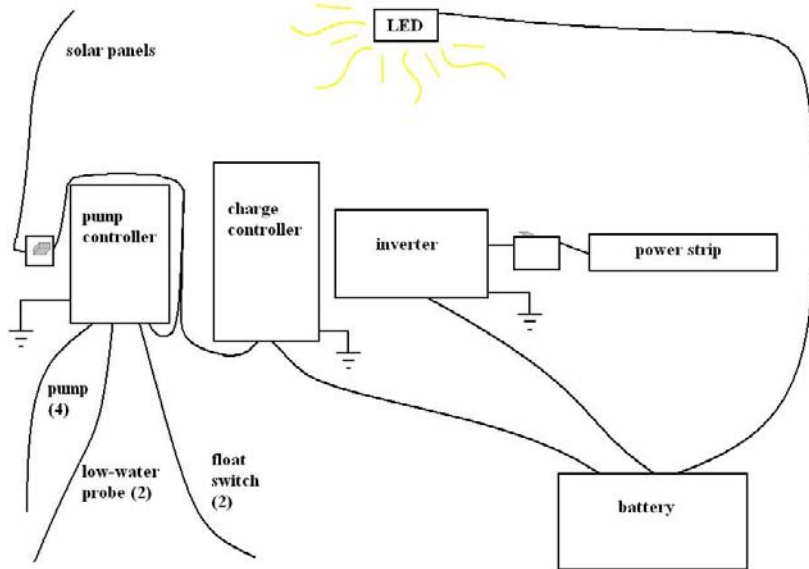 LED
solar panels
pump
controller
charge
controller
inverter
power strip
pump
(4)
low-water
probe (2)
float
switch
(2)
battery